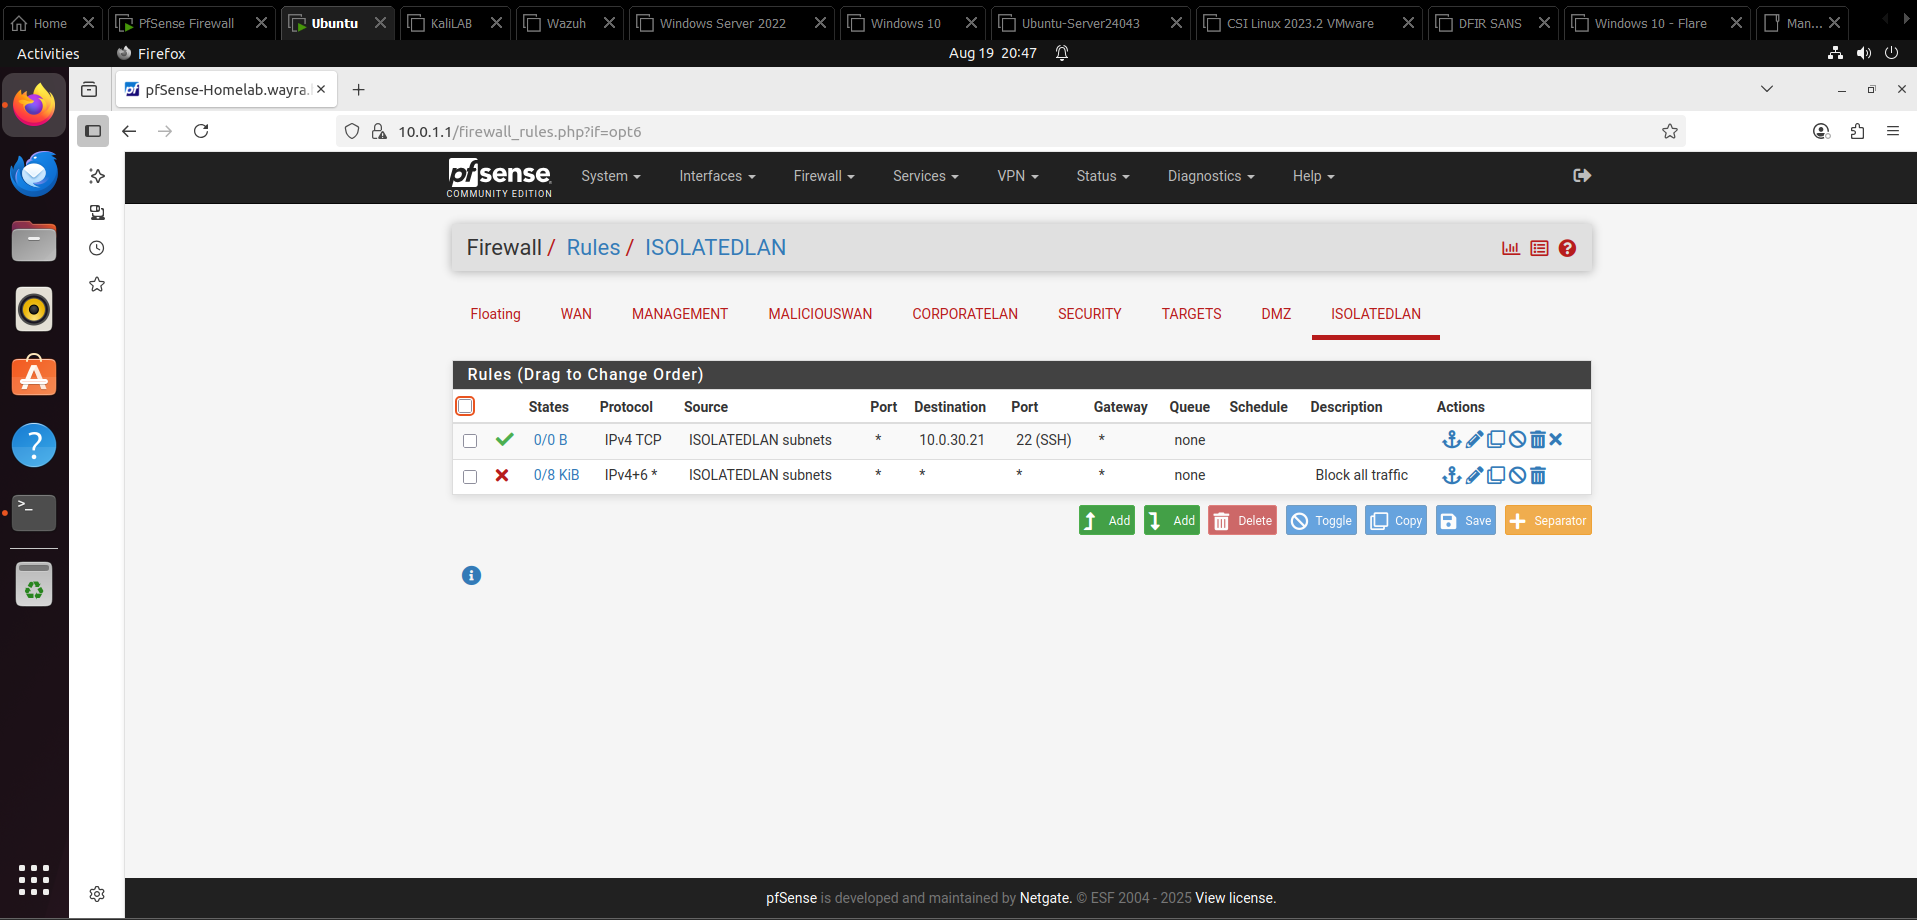 Home PfSense Firewall Ubuntu KaliLAB Wazuh Windows Server 2022 Windows 10 Ubuntu-Server24043 CSI Linux 2023.2 VMware DFIR SANS Windows 10 - Flare Man...
Activities Firefox Aug 19 20:47
pfSense-Homelab.wayra.
10.0.1.1/firewall_rules.php?if=opt6
pfsense
COMMUNITY EDITION
System Interfaces Firewall Services VPN Status Diagnostics Help
Firewall / Rules / ISOLATEDLAN
Floating WAN MANAGEMENT MALICIOUSWAN CORPORATELAN SECURITY TARGETS DMZ ISOLATEDLAN
Rules (Drag to Change Order)
States Protocol Source Port Destination Port Gateway Queue Schedule Description Actions
0/0 B IPv4 TCP ISOLATEDLAN subnets * 10.0.30.21 22 (SSH) * none
0/8 KiB IPv4+6 * ISOLATEDLAN subnets * * * * none Block all traffic
Add Add Delete Toggle Copy Save Separator
pfSense is developed and maintained by Netgate. © ESF 2004 - 2025 View license.